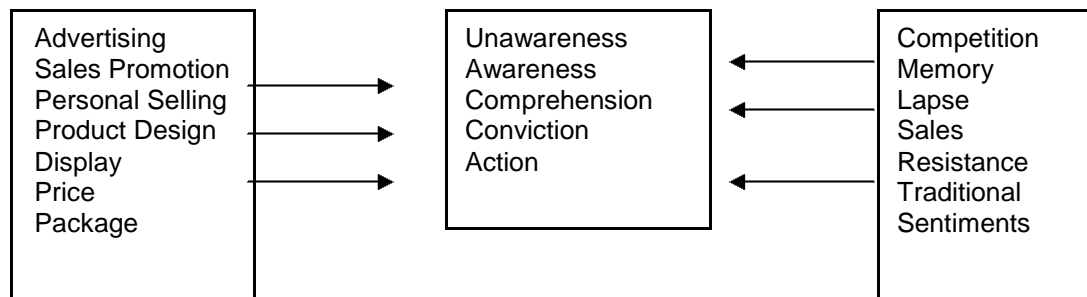 Advertising
Sales Promotion
Personal Selling
Product Design
Display
Price
Package
Unawareness
Awareness
Comprehension
Conviction
Action
Competition
Memory
Lapse
Sales
Resistance
Traditional
Sentiments